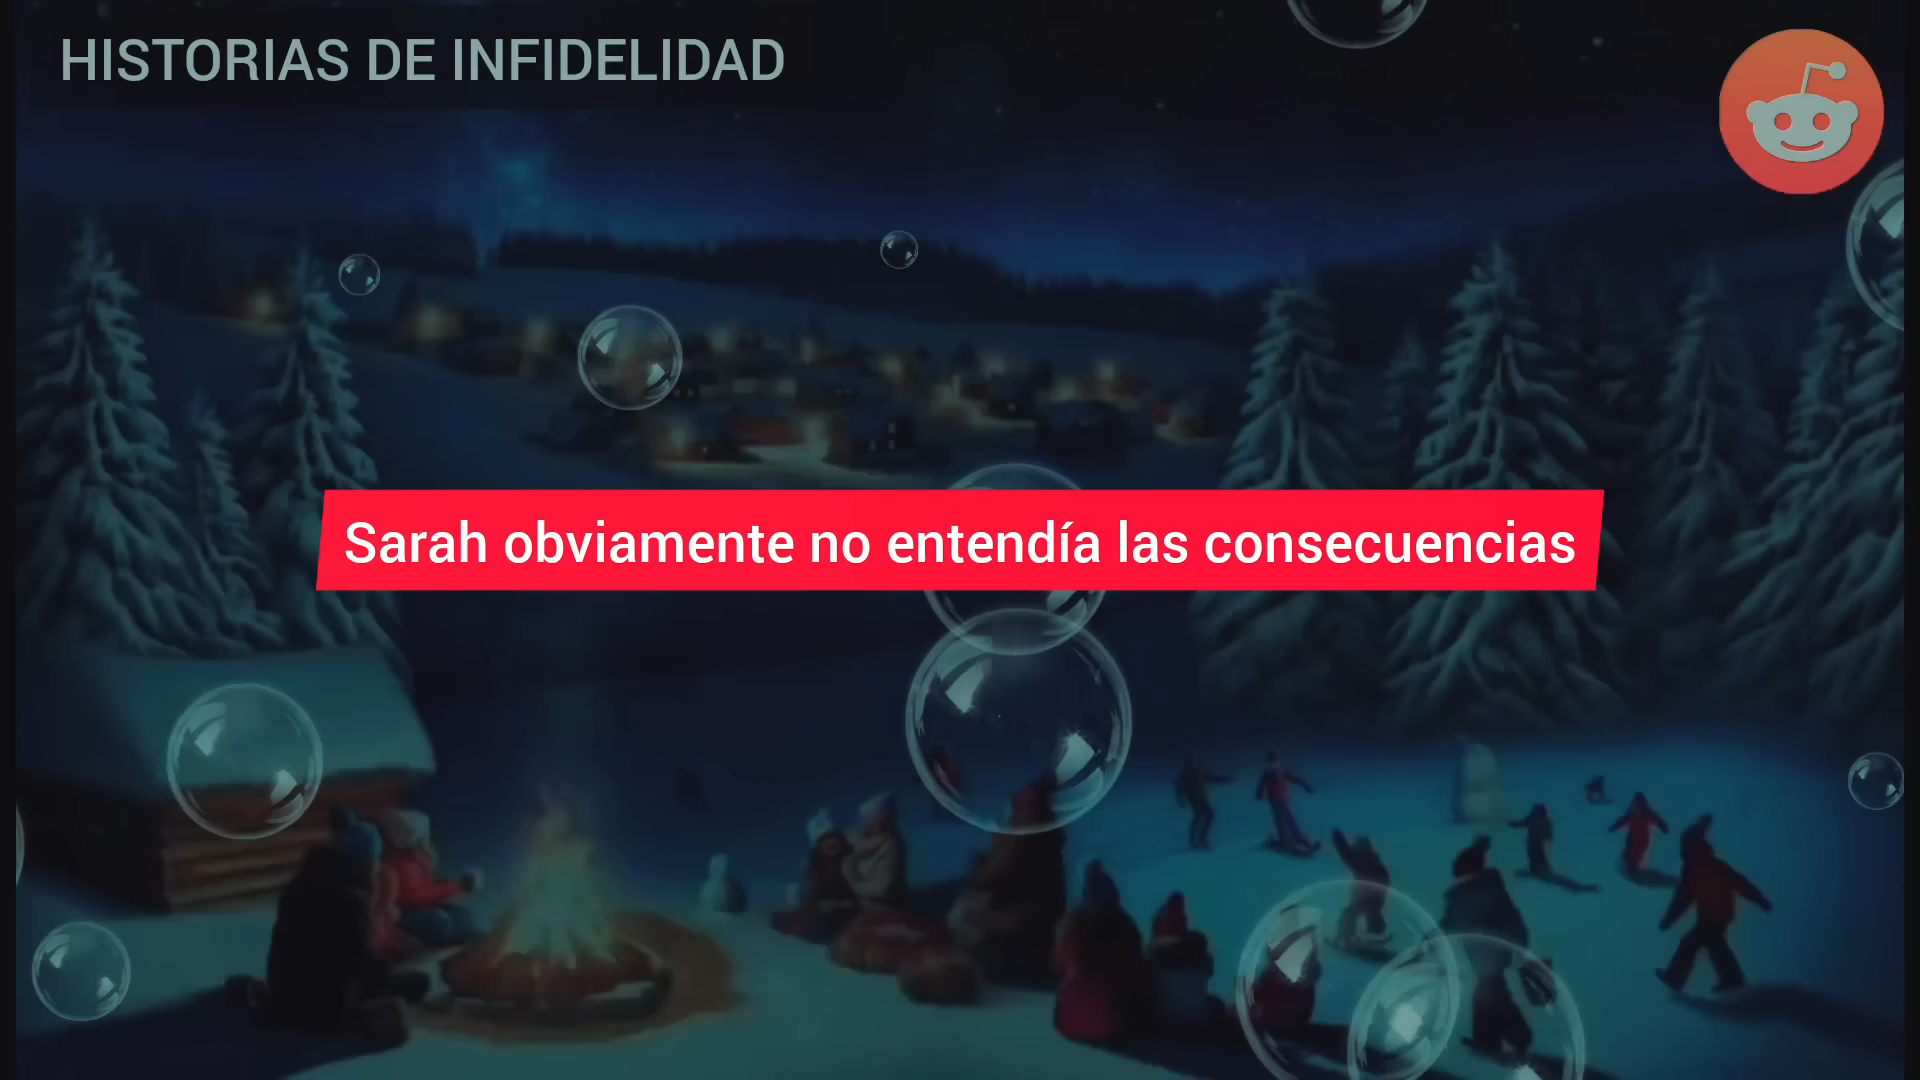 HISTORIAS DE INFIDELIDAD
Sarah obviamente no entendía las consecuencias